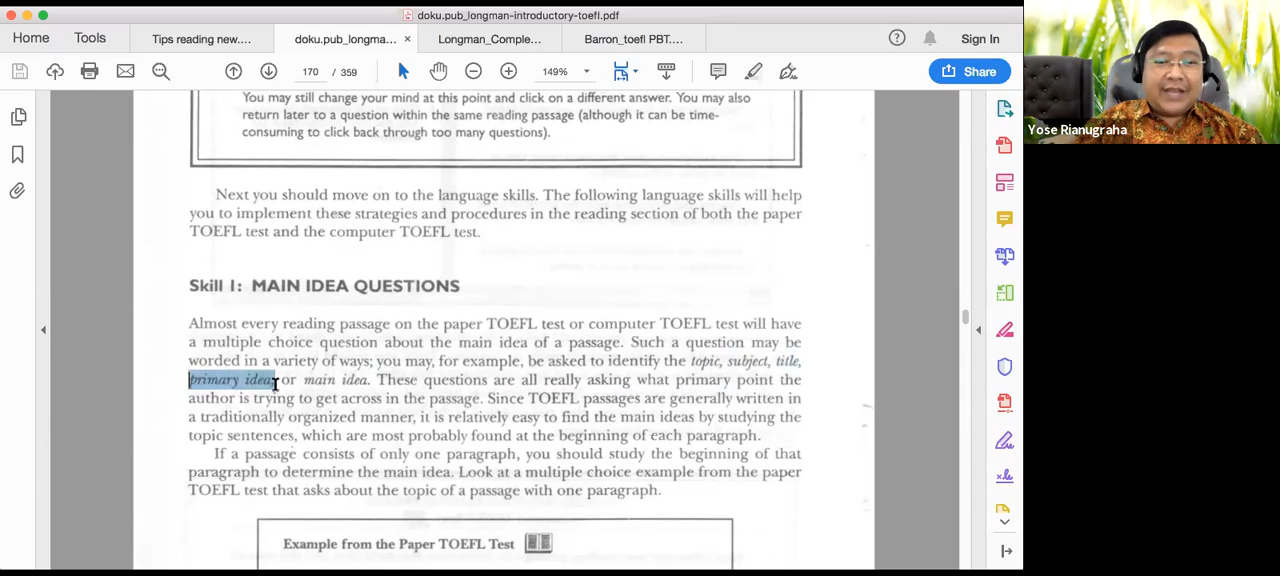 doku.pub_longman-introductory-toefl.pdf
Home
Tools
Tips reading new....
doku.pub_longma...
×
Longman_Comple...
Barron_toefl PBT....
Sign In
170 / 359
149%
Share
Yose Rianugraha
You may still change your mind at this point and click on a different answer. You may also
return later to a question within the same reading passage (although it can be time-
consuming to click back through too many questions).
Next you should move on to the language skills. The following language skills will help
you to implement these strategies and procedures in the reading section of both the paper
TOEFL test and the computer TOEFL test.
Skill 1: MAIN IDEA QUESTIONS
Almost every reading passage on the paper TOEFL test or computer TOEFL test will have
a multiple choice question about the main idea of a passage. Such a question may be
worded in a variety of ways; you may, for example, be asked to identify the topic, subject, title,
primary idea, or main idea. These questions are all really asking what primary point the
author is trying to get across in the passage. Since TOEFL passages are generally written in
a traditionally organized manner, it is relatively easy to find the main ideas by studying the
topic sentences, which are most probably found at the beginning of each paragraph.
If a passage consists of only one paragraph, you should study the beginning of that
paragraph to determine the main idea. Look at a multiple choice example from the paper
TOEFL test that asks about the topic of a passage with one paragraph.
Example from the Paper TOEFL Test